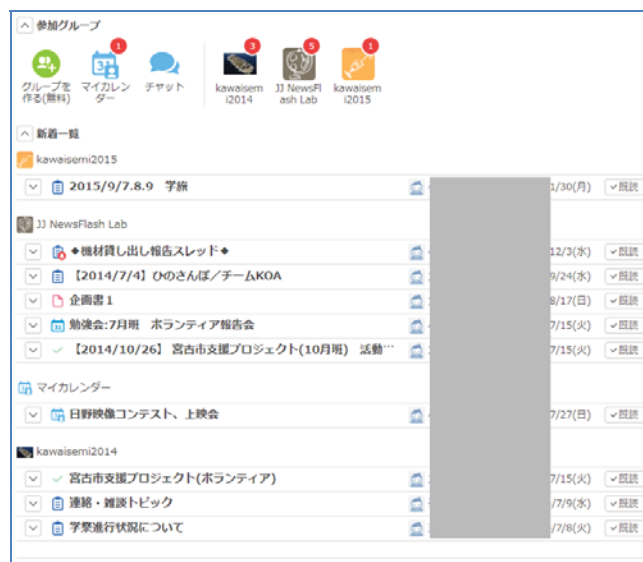 参加グループ
1
3
5
1
31
グループを
作る(無料)
マイカレン
ダー
チャット
kawaisem
i2014
JJ NewsFl
ash Lab
kawaisem
i2015
新着一覧
kawaisemi2015
2015/9/7.8.9 学旅 1/30(月) ✓既読
JJ NewsFlash Lab
◆機材貸し出し報告スレッド◆ 12/3(水) ✓既読
【2014/7/4】ひのさんぽ/チームKOA 9/24(水) ✓既読
企画書1 8/17(日) ✓既読
勉強会:7月班 ボランティア報告会 7/15(火) ✓既読
✓ 【2014/10/26】 宮古市支援プロジェクト(10月班) 活動… 7/15(火) ✓既読
マイカレンダー
日野映像コンテスト、上映会 7/27(日) ✓既読
kawaisemi2014
✓ 宮古市支援プロジェクト(ボランティア) 7/15(火) ✓既読
連絡・雑談トピック /7/9(水) ✓既読
学祭進行状況について /7/8(火) ✓既読